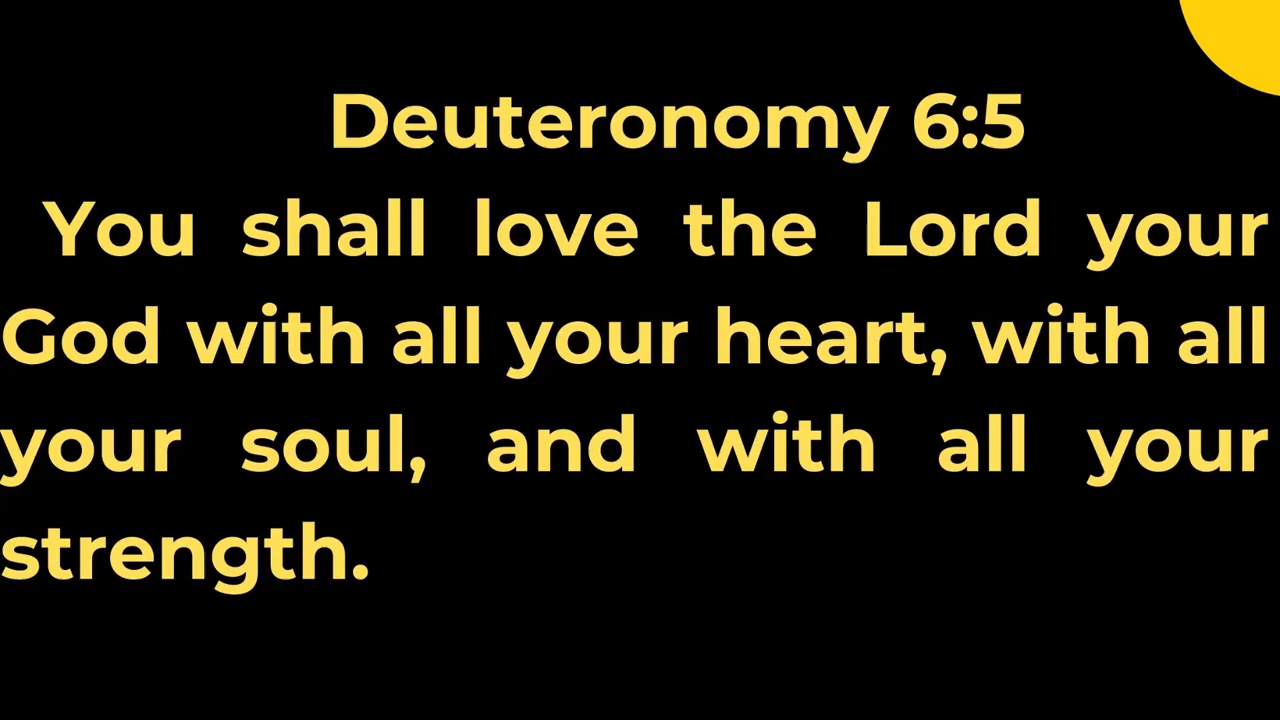 Deuteronomy 6:5
You shall love the Lord your
God with all your heart, with all
your soul, and with all your
strength.